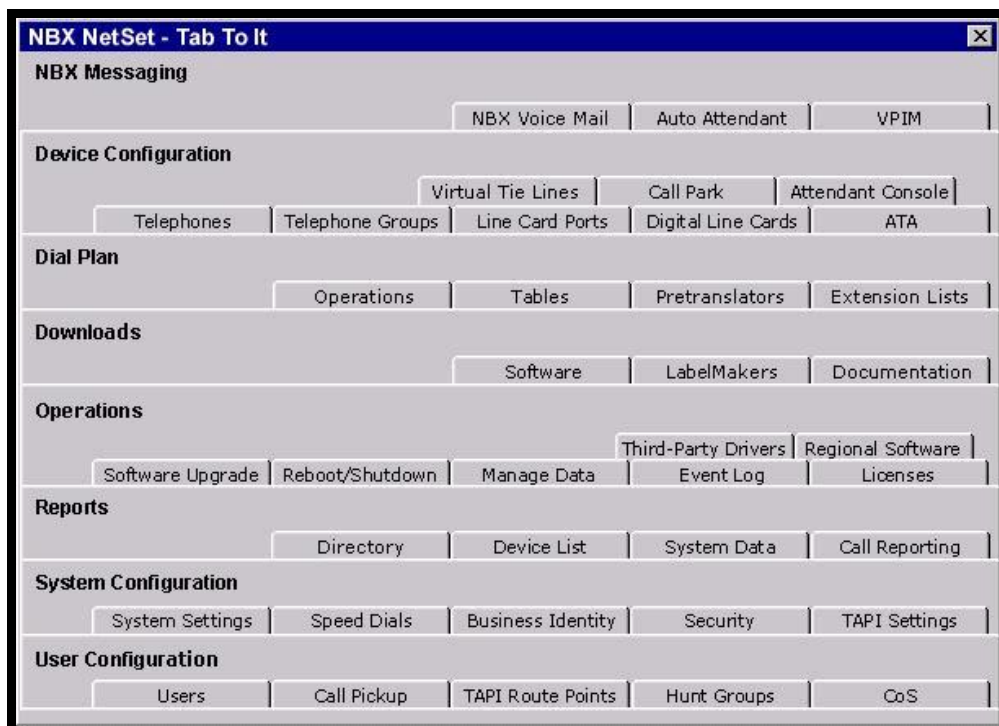 NBX NetSet - Tab To It
NBX Messaging
NBX Voice Mail Auto Attendant VPIM
Device Configuration
Virtual Tie Lines Call Park Attendant Console
Telephones Telephone Groups Line Card Ports Digital Line Cards ATA
Dial Plan
Operations Tables Pretranslators Extension Lists
Downloads
Software LabelMakers Documentation
Operations
Third-Party Drivers Regional Software
Software Upgrade Reboot/Shutdown Manage Data Event Log Licenses
Reports
Directory Device List System Data Call Reporting
System Configuration
System Settings Speed Dials Business Identity Security TAPI Settings
User Configuration
Users Call Pickup TAPI Route Points Hunt Groups CoS